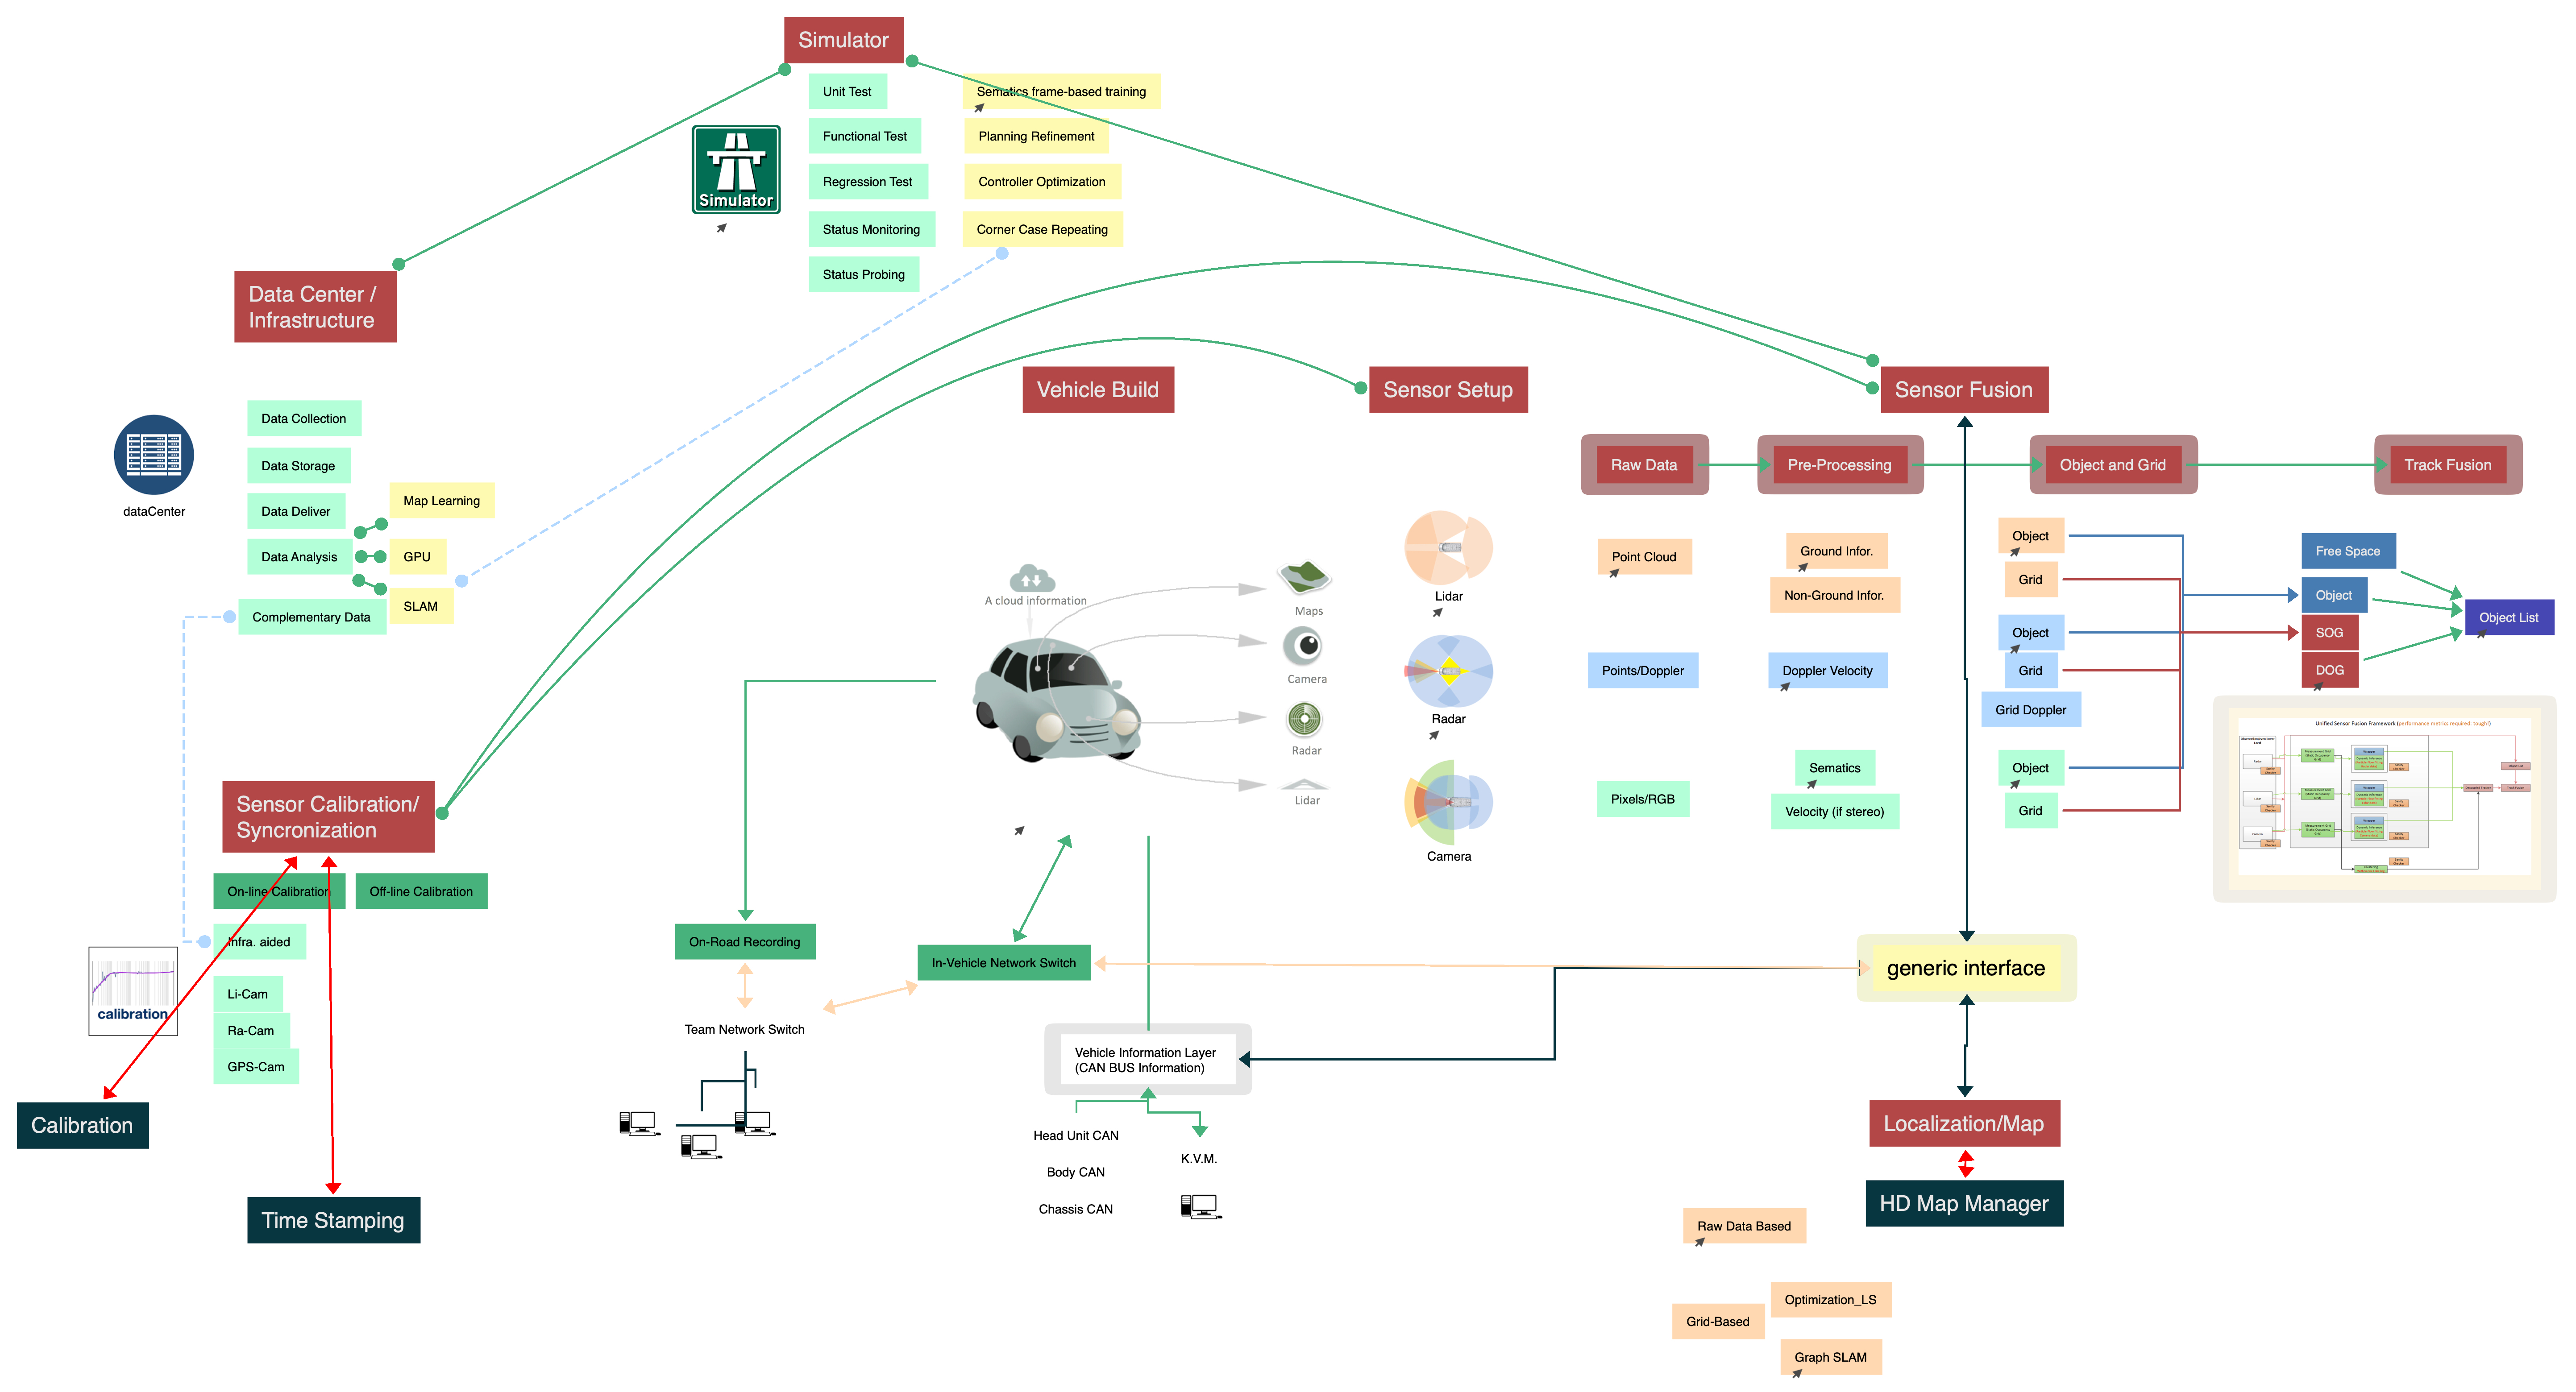 Simulator
Unit Test
Functional Test
Regression Test
Status Monitoring
Status Probing
Sematics frame-based training
Planning Refinement
Controller Optimization
Corner Case Repeating
Simulator
Data Center /
Infrastructure
dataCenter
Data Collection
Data Storage
Data Deliver
Data Analysis
Complementary Data
Map Learning
GPU
SLAM
Sensor Calibration/
Syncronization
On-line Calibration
Off-line Calibration
Infra. aided
Li-Cam
Ra-Cam
GPS-Cam
calibration
Calibration
Time Stamping
Vehicle Build
A cloud information
Maps
Camera
Radar
Lidar
On-Road Recording
In-Vehicle Network Switch
Team Network Switch
Vehicle Information Layer
(CAN BUS Information)
Head Unit CAN
Body CAN
Chassis CAN
K.V.M.
Sensor Setup
Lidar
Radar
Camera
Sensor Fusion
Raw Data
Pre-Processing
Object and Grid
Track Fusion
Point Cloud
Points/Doppler
Pixels/RGB
Ground Infor.
Non-Ground Infor.
Doppler Velocity
Sematics
Velocity (if stereo)
Object
Grid
Object
Grid
Grid Doppler
Object
Grid
Free Space
Object
SOG
DOG
Object List
Unified Sensor Fusion Framework (performance metrics required: tough!)
generic interface
Localization/Map
HD Map Manager
Raw Data Based
Optimization_LS
Grid-Based
Graph SLAM